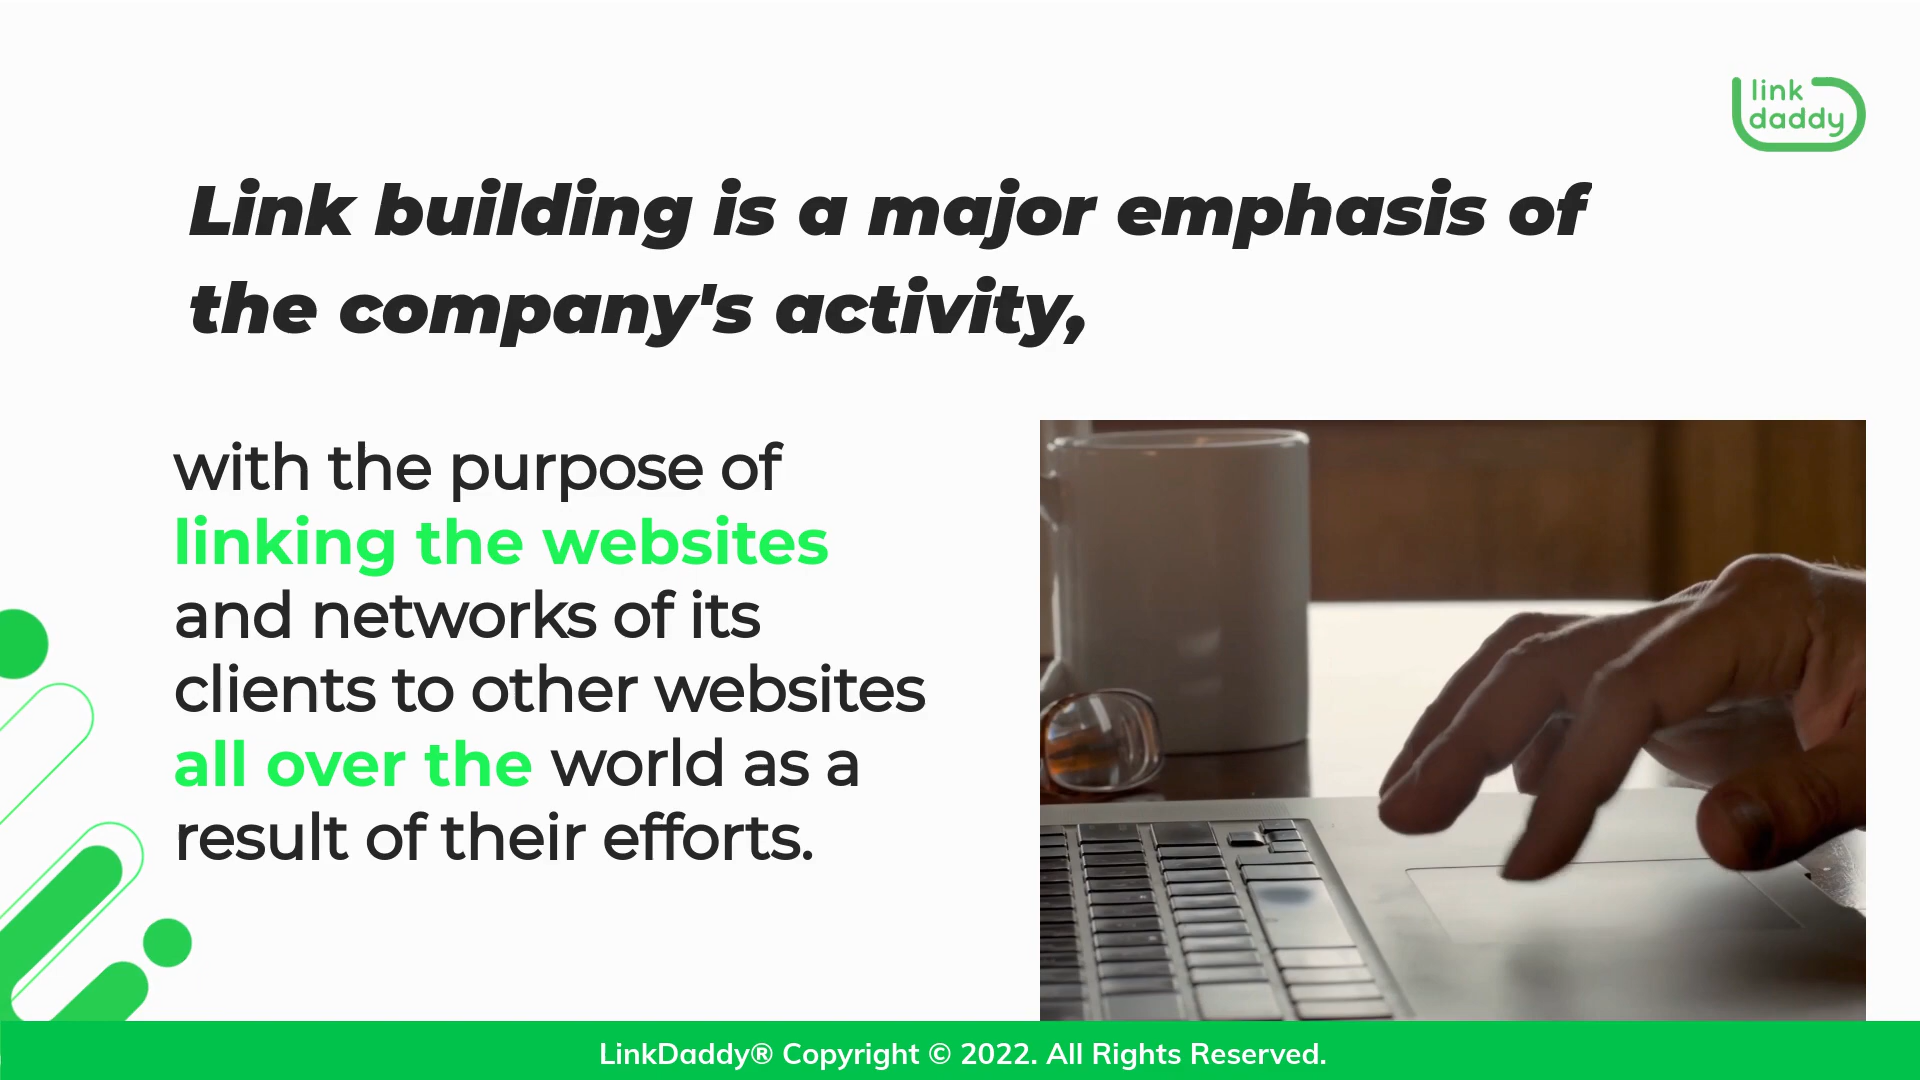 link
daddy
Link building is a major emphasis of
the company's activity,
with the purpose of
linking the websites
and networks of its
clients to other websites
all over the world as a
result of their efforts.
LinkDaddy® Copyright © 2022. All Rights Reserved.